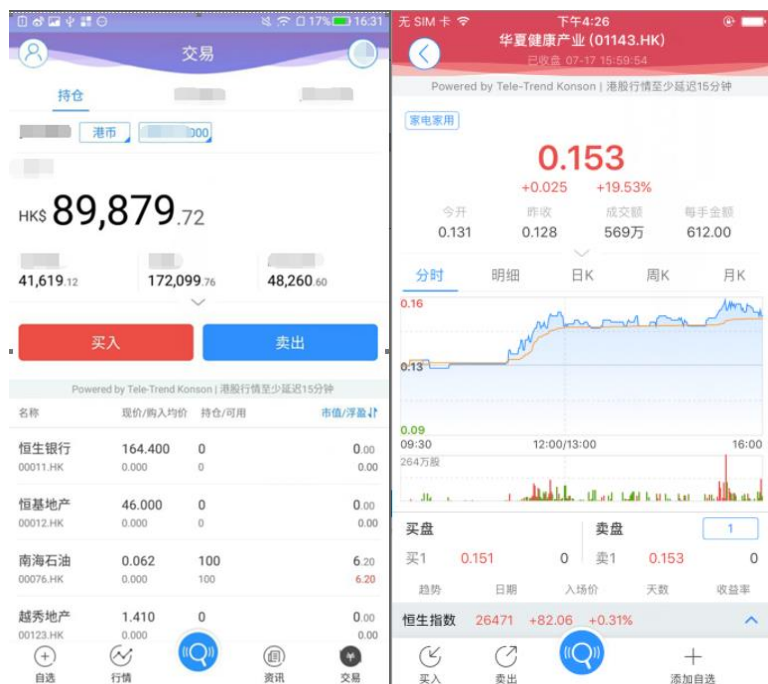 17% 16:31
交易
持仓
港币
000
HK$ 89,879.72
41,619.12 172,099.76 48,260.60
买入 卖出
Powered by Tele-Trend Konson | 港股行情至少延迟15分钟
名称 现价/购入均价 持仓/可用 市值/浮盈
恒生银行 164.400 0 0.00
00011.HK 0.000 0 0.00
恒基地产 46.000 0 0.00
00012.HK 0.000 0 0.00
南海石油 0.062 100 6.20
00076.HK 0.000 100 6.20
越秀地产 1.410 0 0.00
00123.HK 0.000 0.00
自选 行情 资讯 交易
无 SIM 卡 下午4:26
华夏健康产业 (01143.HK)
已收盘 07-17 15:59:54
Powered by Tele-Trend Konson | 港股行情至少延迟15分钟
家电家用
0.153
+0.025 +19.53%
今开 昨收 成交额 每手金额
0.131 0.128 569万 612.00
分时 明细 日K 周K 月K
0.16
0.13
0.09
09:30 12:00/13:00 16:00
264万股
买盘 卖盘 1
买1 0.151 0 卖1 0.153 0
趋势 日期 入场价 天数 收益率
恒生指数 26471 +82.06 +0.31%
买入 卖出 添加自选